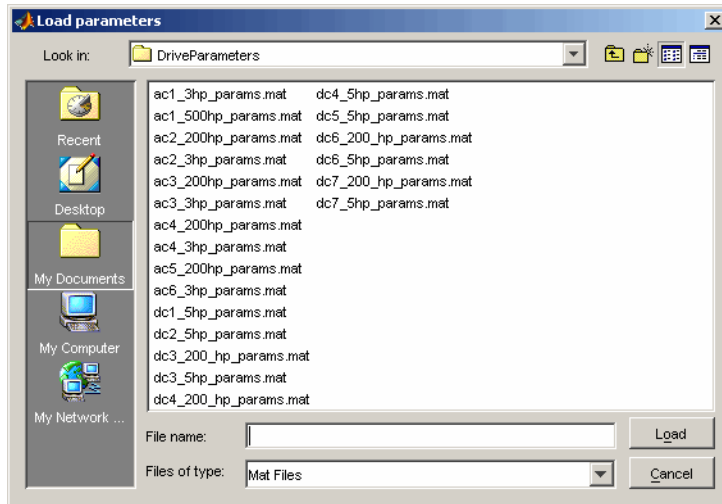 Load parameters
Look in: DriveParameters
Recent
Desktop
My Documents
My Computer
My Network ...
ac1_3hp_params.mat
ac1_500hp_params.mat
ac2_200hp_params.mat
ac2_3hp_params.mat
ac3_200hp_params.mat
ac3_3hp_params.mat
ac4_200hp_params.mat
ac4_3hp_params.mat
ac5_200hp_params.mat
ac6_3hp_params.mat
dc1_5hp_params.mat
dc2_5hp_params.mat
dc3_200_hp_params.mat
dc3_5hp_params.mat
dc4_200_hp_params.mat
dc4_5hp_params.mat
dc5_5hp_params.mat
dc6_200_hp_params.mat
dc6_5hp_params.mat
dc7_200_hp_params.mat
dc7_5hp_params.mat
File name:
Load
Files of type: Mat Files
Cancel